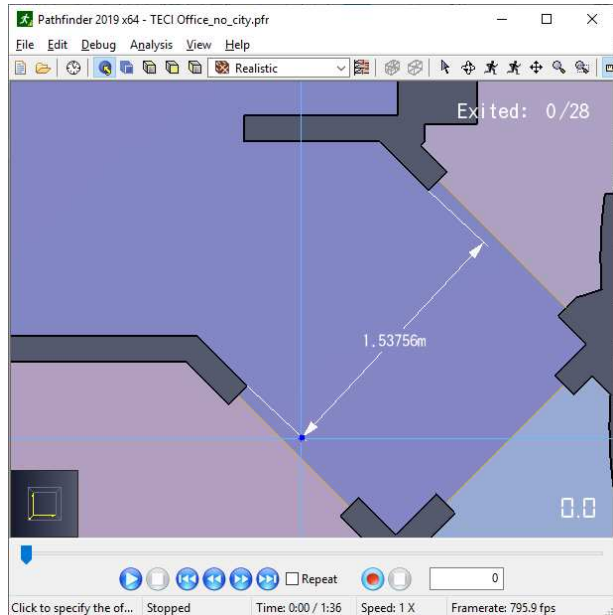 Pathfinder 2019 x64 - TECI Office_no_city.pfr
File Edit Debug Analysis View Help
Realistic
Exited: 0/28
1.53756m
0.0
Repeat
0
Click to specify the of... Stopped Time: 0:00 / 1:36 Speed: 1 X Framerate: 795.9 fps